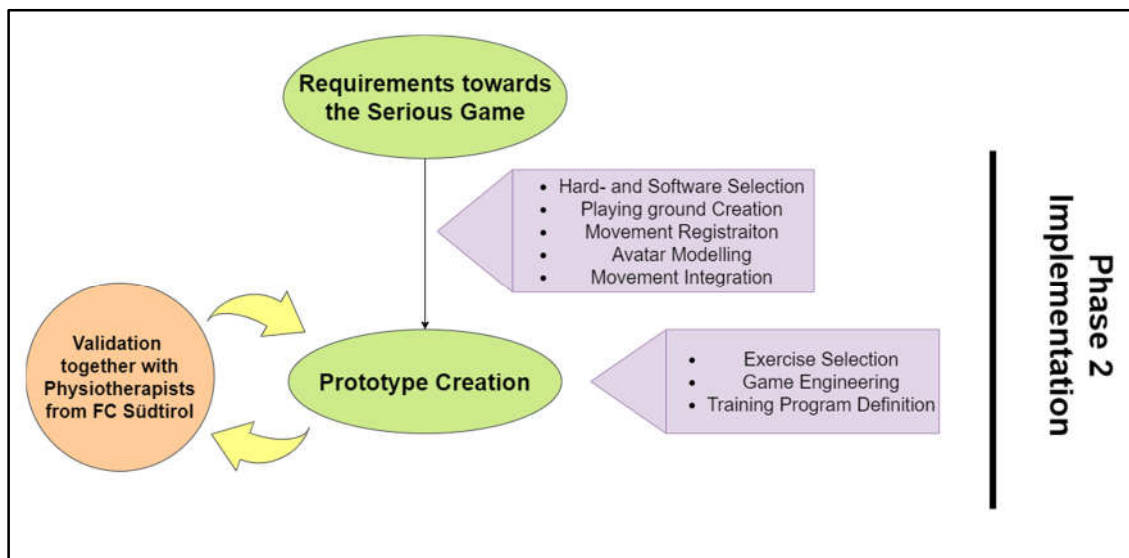 Requirements towards
the Serious Game
• Hard- and Software Selection
• Playing ground Creation
• Movement Registraiton
• Avatar Modelling
• Movement Integration
Validation
together with
Physiotherapists
from FC Südtirol
Prototype Creation
• Exercise Selection
• Game Engineering
• Training Program Definition
Phase 2
Implementation